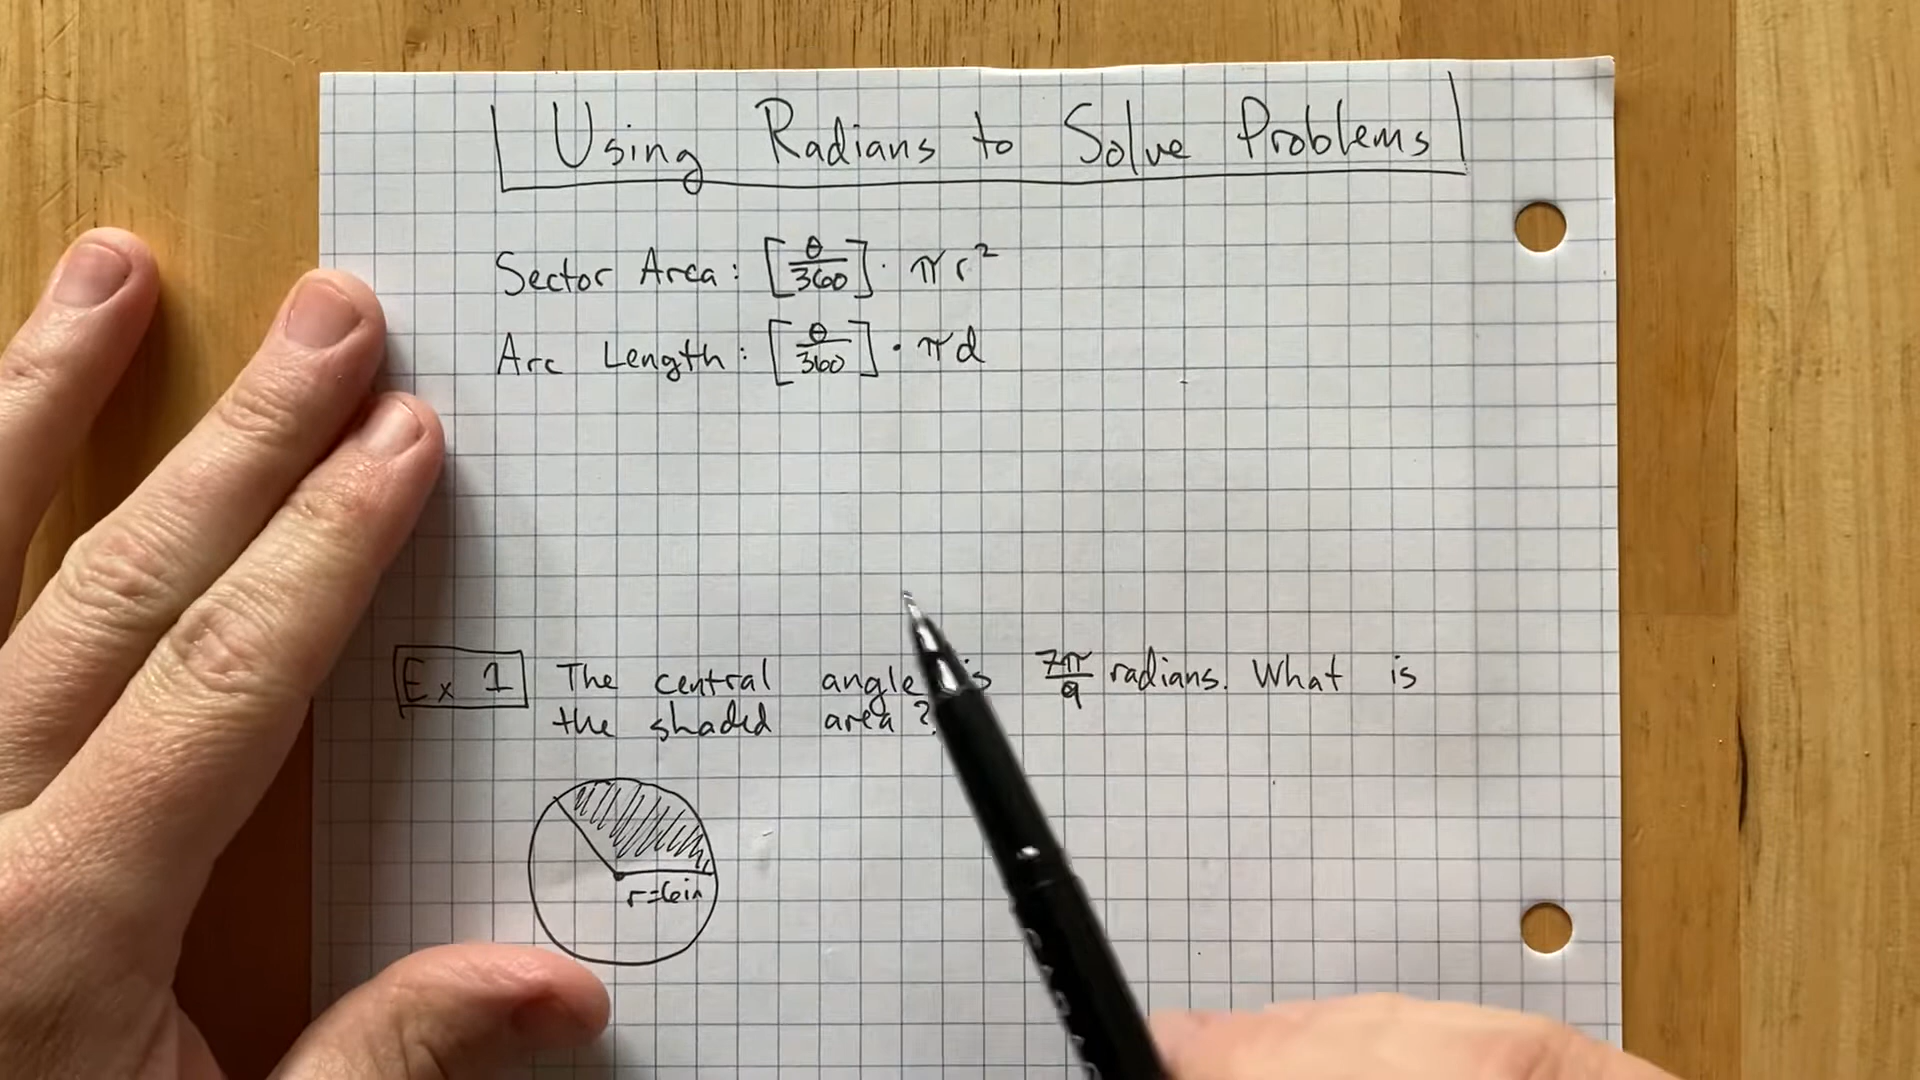 Using Radians to Solve Problems
Sector Area: [θ/360] · πr²
Arc Length: [θ/360] · πd
Ex 1 The central angle is 7π/9 radians. What is
the shaded area?
r=6in